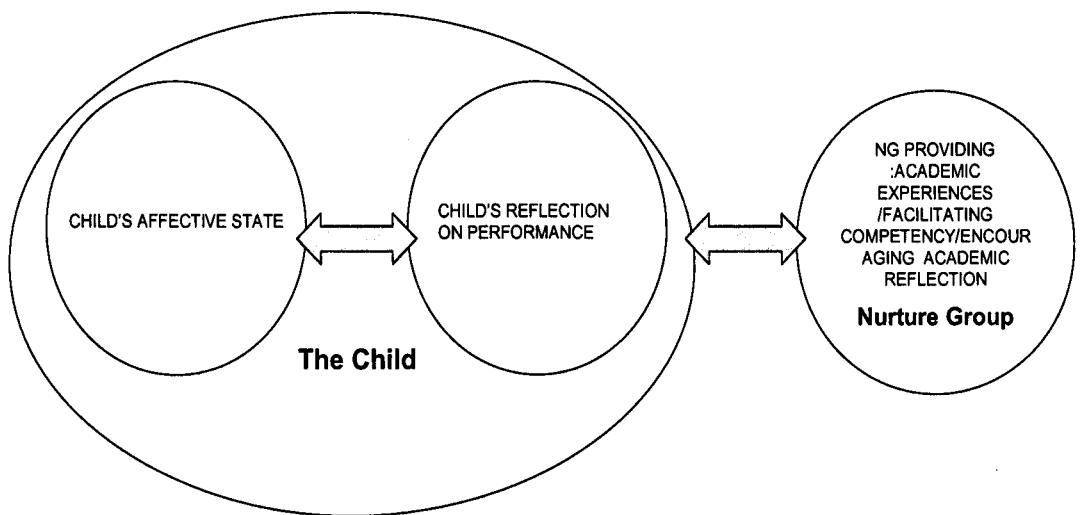 CHILD'S AFFECTIVE STATE
CHILD'S REFLECTION
ON PERFORMANCE
The Child
NG PROVIDING
:ACADEMIC
EXPERIENCES
/FACILITATING
COMPETENCY/ENCOUR
AGING ACADEMIC
REFLECTION
Nurture Group